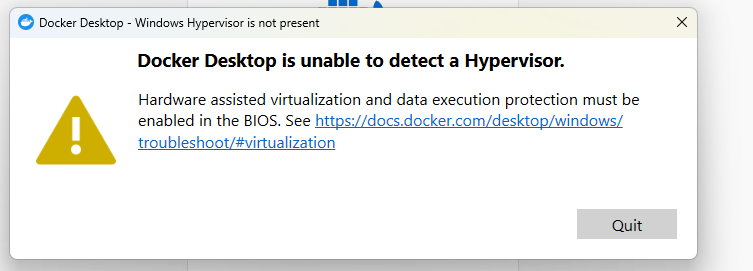 Docker Desktop - Windows Hypervisor is not present
Docker Desktop is unable to detect a Hypervisor.
Hardware assisted virtualization and data execution protection must be
enabled in the BIOS. See https://docs.docker.com/desktop/windows/
troubleshoot/#virtualization
Quit